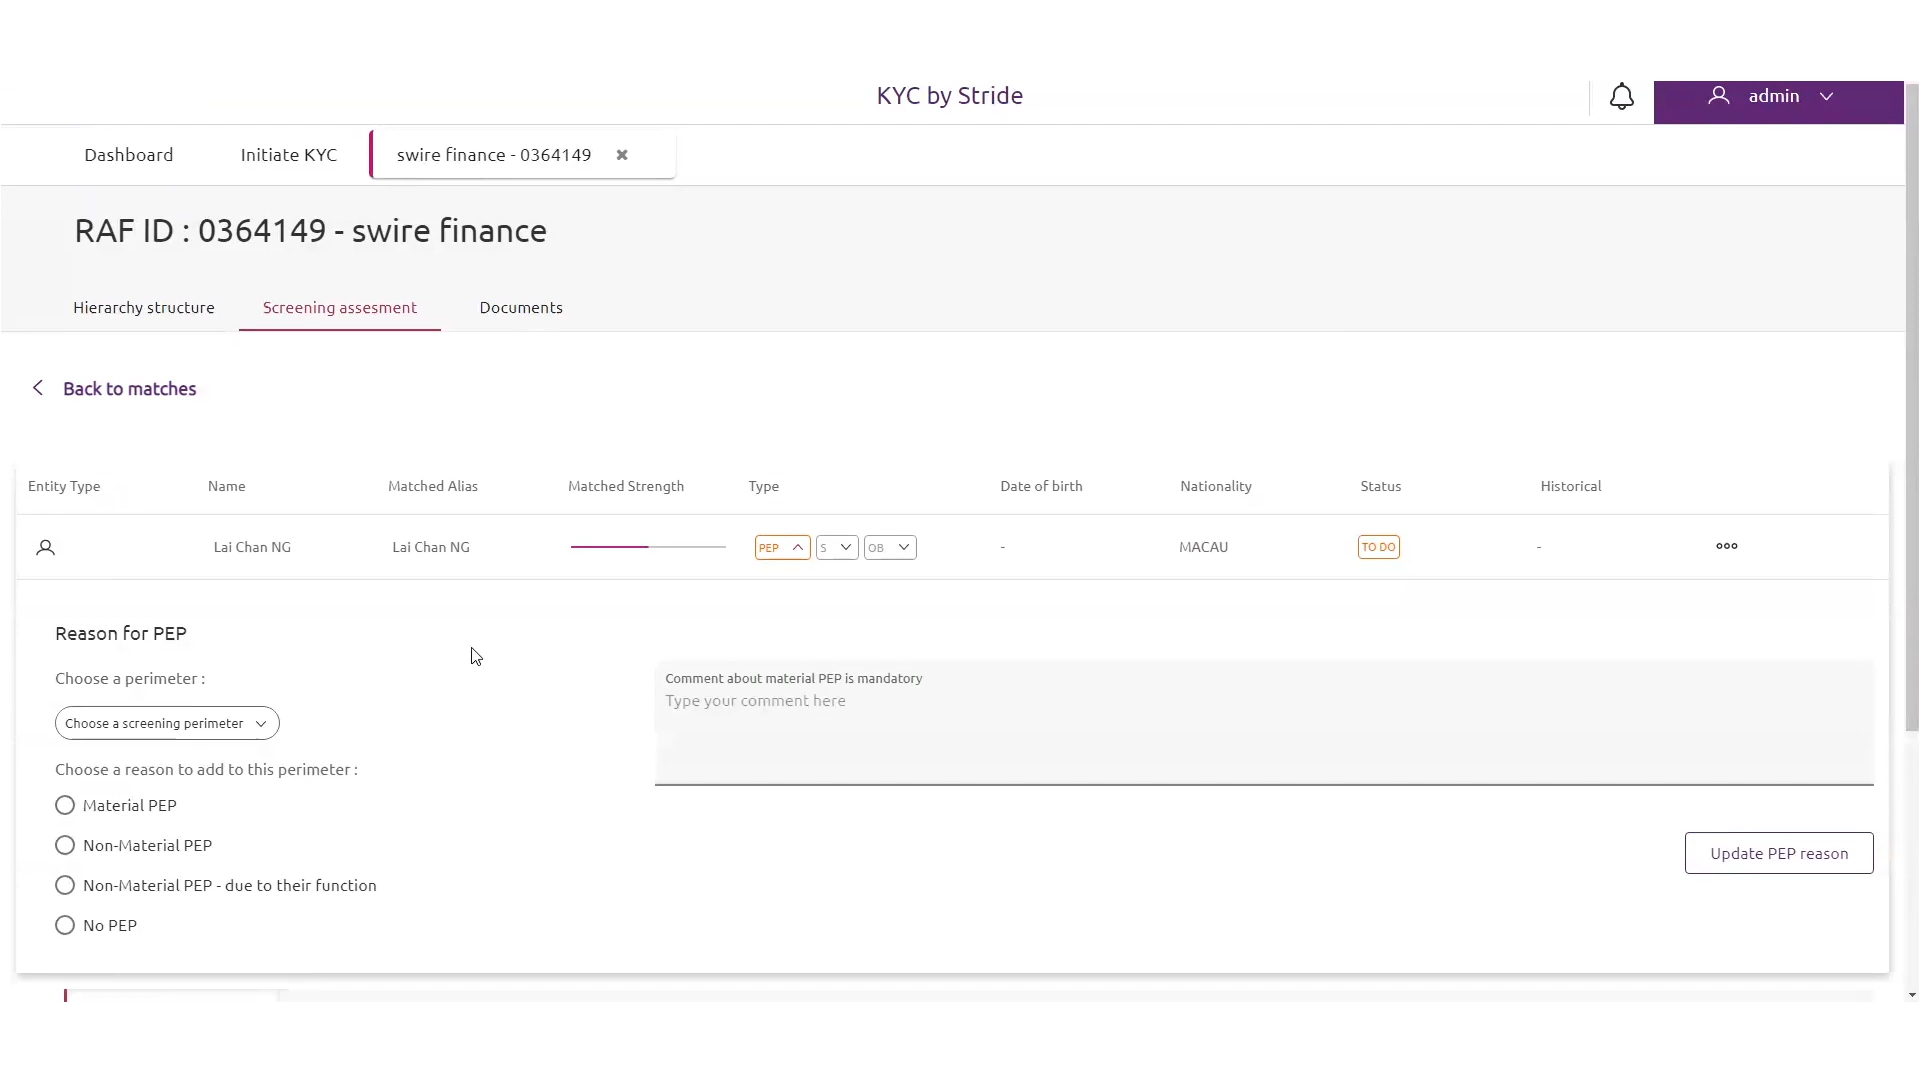 KYC by Stride
admin
Dashboard Initiate KYC swire finance - 0364149
RAF ID : 0364149 - swire finance
Hierarchy structure Screening assesment Documents
Back to matches
Entity Type Name Matched Alias Matched Strength Type Date of birth Nationality Status Historical
Lai Chan NG Lai Chan NG PEP S OB - MACAU TO DO -
Reason for PEP
Choose a perimeter :
Comment about material PEP is mandatory
Type your comment here
Choose a screening perimeter
Choose a reason to add to this perimeter :
Material PEP
Non-Material PEP
Update PEP reason
Non-Material PEP - due to their function
No PEP